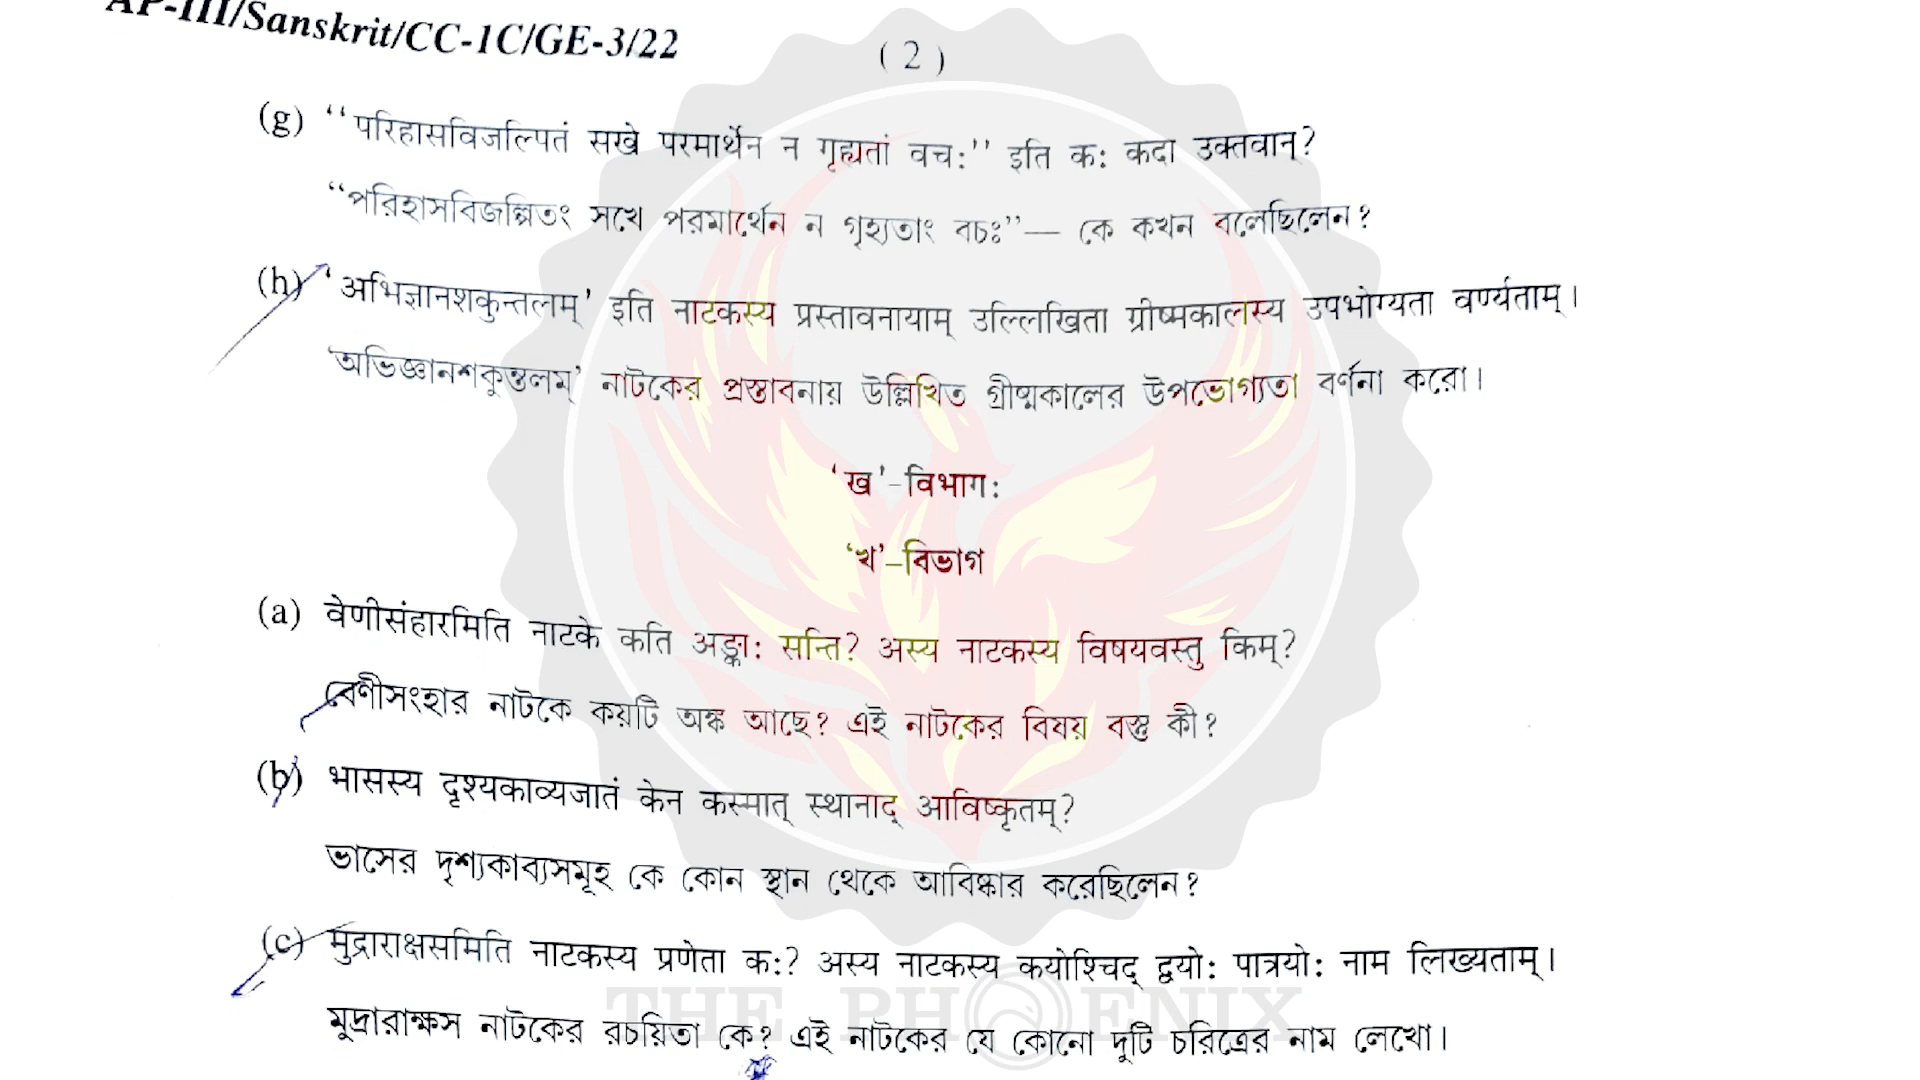 AP-III/Sanskrit/CC-1C/GE-3/22
( 2 )
(g) ‘‘परिहासविजल्पितं सखे परमार्थेन न गृह्यतां वच:’’ इति क: कदा उक्तवान्?
‘‘পরিহাসবিজল্পিতং সখে পরমার্থেন ন গৃহ্যতাং বচঃ’’— কে কখন বলেছিলেন?
(h) ‘अभिज्ञानशकुन्तलम्’ इति नाटकस्य प्रस्तावनायाम् उल्लिखिता ग्रीष्मकालस्य उपभोग्यता वर्ण्यताम्।
‘অভিজ্ঞানশকুন্তলম্’ নাটকের প্রস্তাবনায় উল্লিখিত গ্রীষ্মকালের উপভোগ্যতা বর্ণনা করো।
‘ख’-विभाग:
‘খ’–বিভাগ
(a) वेणीसंहारमिति नाटके कति अङ्का: सन्ति? अस्य नाटकस्य विषयवस्तु किम्?
বেণীসংহার নাটকে কয়টি অঙ্ক আছে? এই নাটকের বিষয় বস্তু কী?
(b) भासस्य दृश्यकाव्यजातं केन कस्मात् स्थानाद् आविष्कृतम्?
ভাসের দৃশ্যকাব্যসমূহ কে কোন স্থান থেকে আবিষ্কার করেছিলেন?
(c) मुद्राराक्षसमिति नाटकस्य प्रणेता क:? अस्य नाटकस्य कयोश्चिद् द्वयो: पात्रयो: नाम लिख्यताम्।
মুদ্রারাক্ষস নাটকের রচয়িতা কে? এই নাটকের যে কোনো দুটি চরিত্রের নাম লেখো।
THE PHOENIX